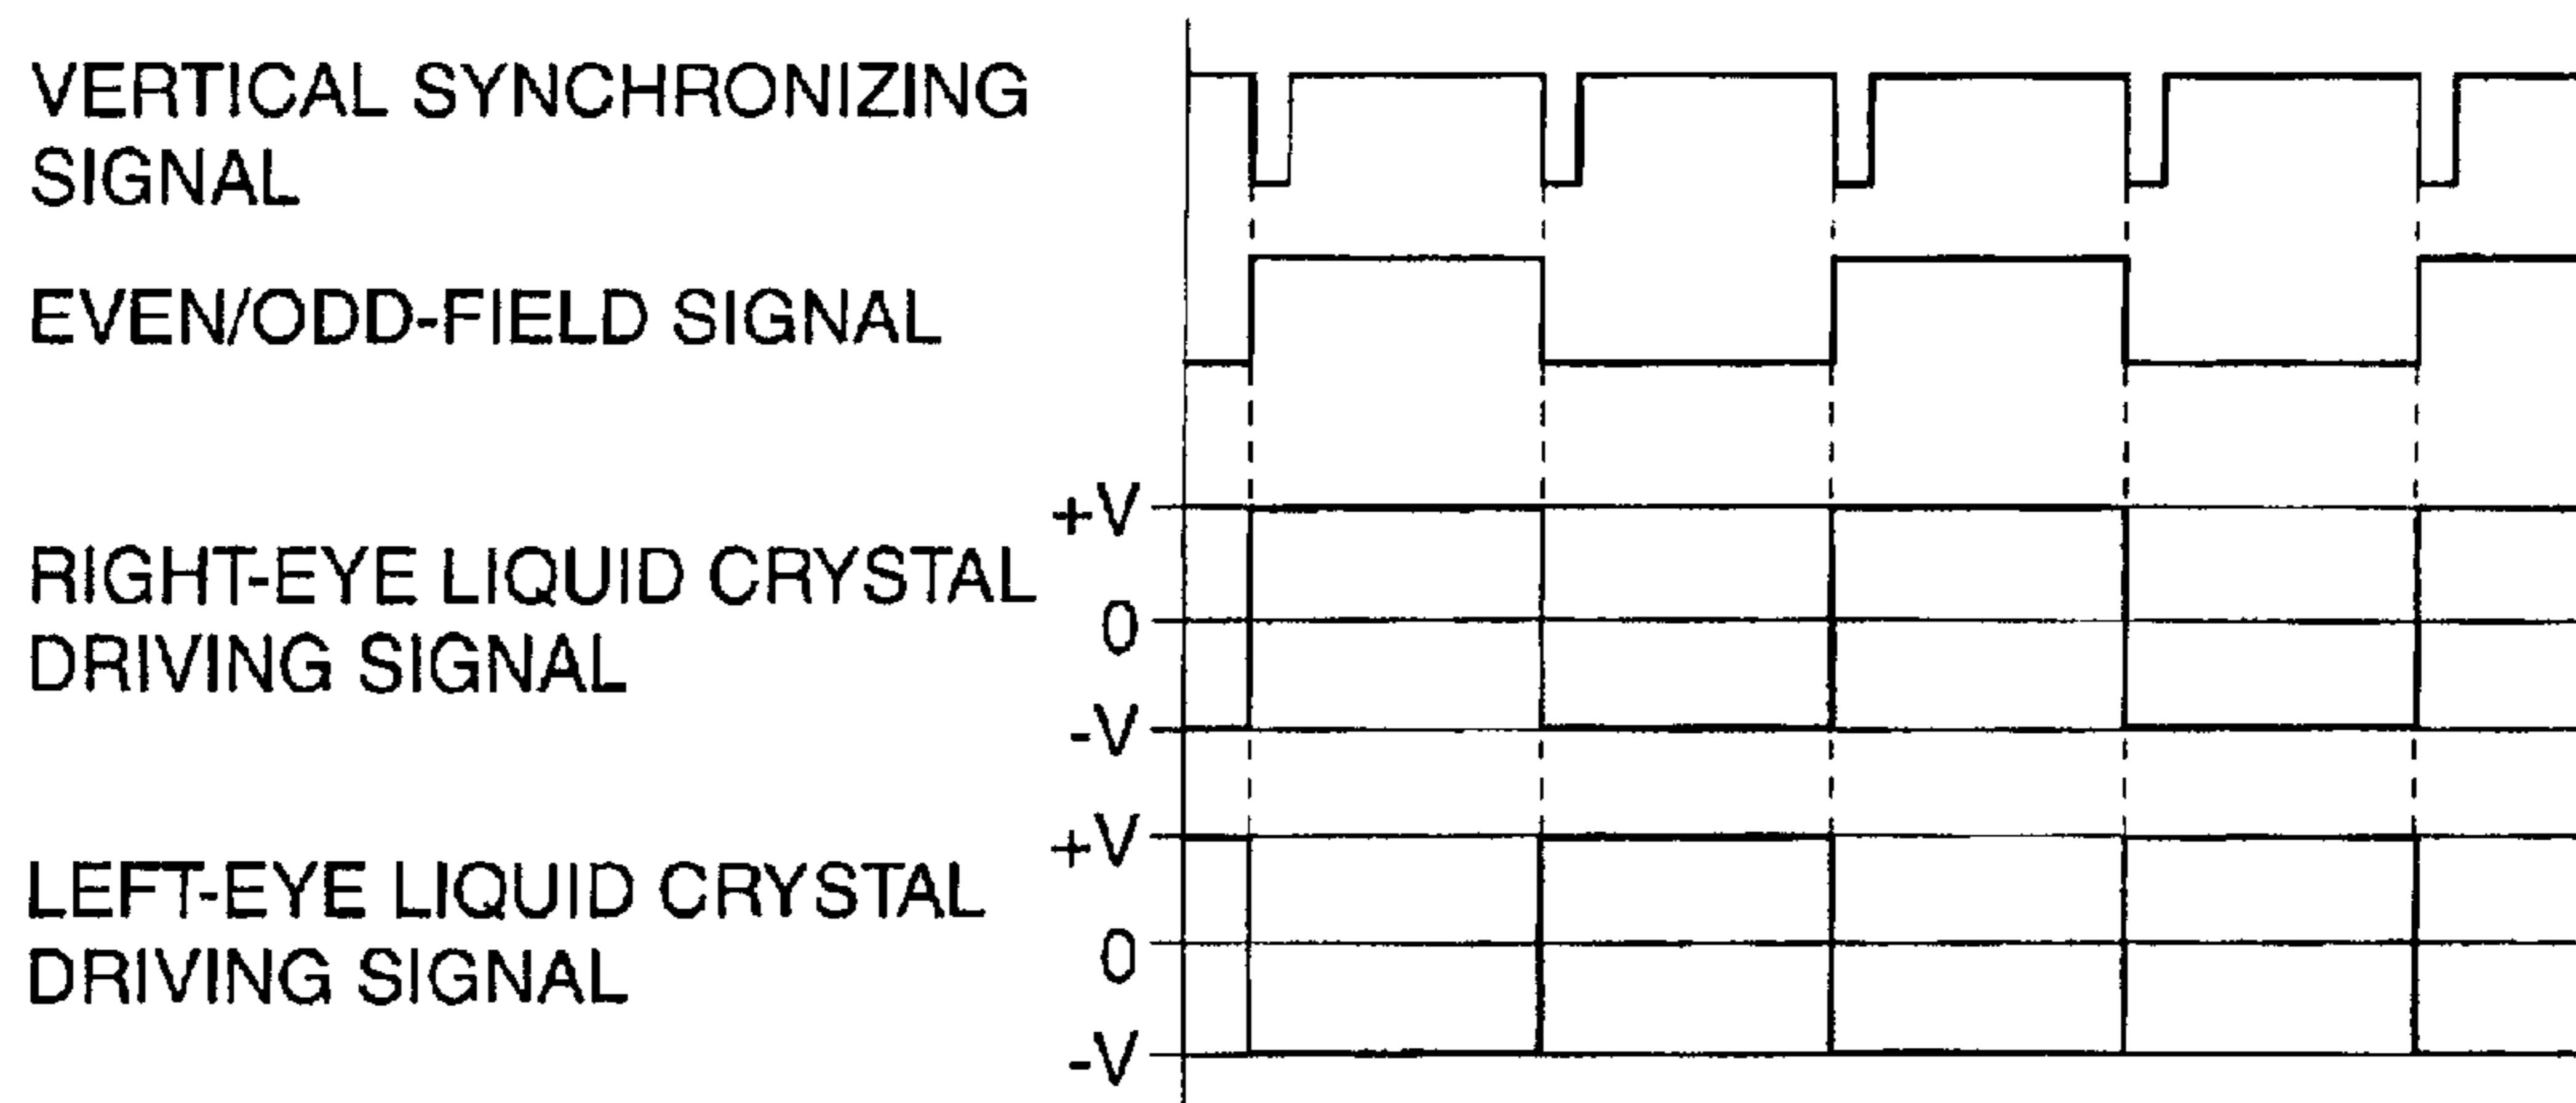 VERTICAL SYNCHRONIZING
SIGNAL
EVEN/ODD-FIELD SIGNAL
+V
RIGHT-EYE LIQUID CRYSTAL
0
DRIVING SIGNAL
-V
+V
LEFT-EYE LIQUID CRYSTAL
0
DRIVING SIGNAL
-V